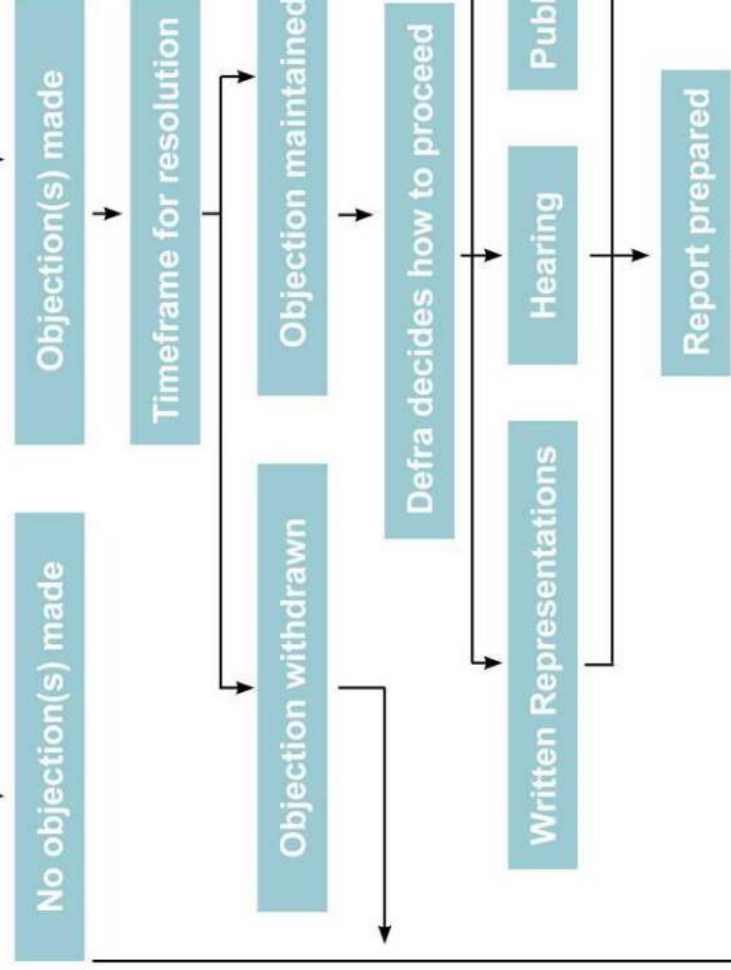 No objection(s) made
Objection(s) made
Timeframe for resolution
Objection withdrawn
Objection maintained
Defra decides how to proceed
Written Representations
Hearing
Report prepared